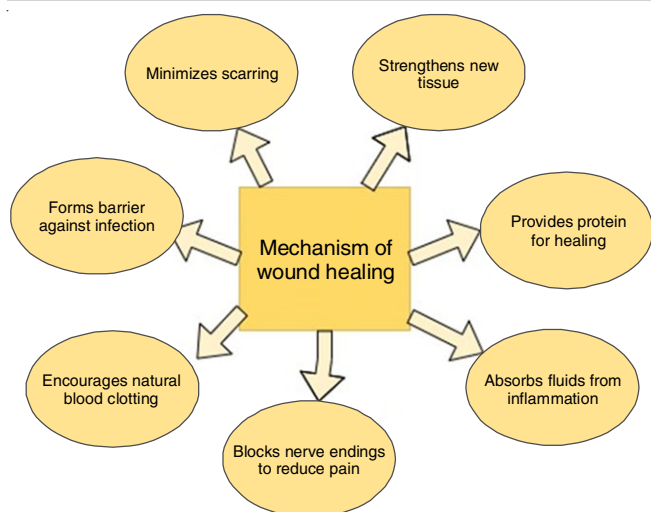 Minimizes scarring
Strengthens new
tissue
Forms barrier
against infection
Mechanism of
wound healing
Provides protein
for healing
Encourages natural
blood clotting
Absorbs fluids from
inflammation
Blocks nerve endings
to reduce pain